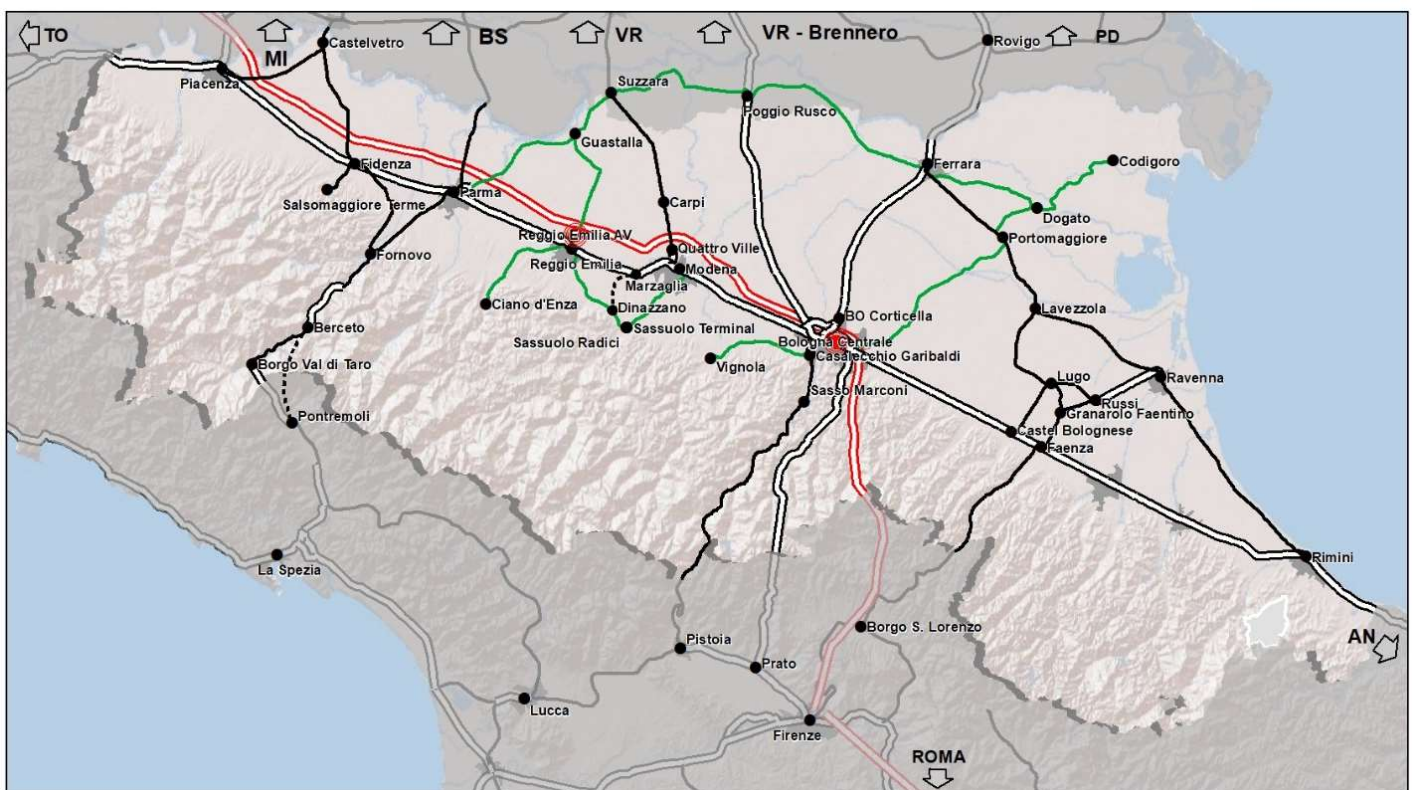 TO
MI
BS
VR
VR - Brennero
PD
Castelvetro
Rovigo
Piacenza
Suzzara
Poggio Rusco
Guastalla
Fidenza
Ferrara
Codigoro
Parma
Salsomaggiore Terme
Carpi
Dogato
Reggio Emilia AV
Portomaggiore
Quattro Ville
Fornovo
Reggio Emilia
Modena
Marzaglia
Ciano d'Enza
Dinazzano
Lavezzola
BO Corticella
Berceto
Sassuolo Terminal
Sassuolo Radici
Bologna Centrale
Casalecchio Garibaldi
Borgo Val di Taro
Vignola
Lugo
Ravenna
Sasso Marconi
Russi
Granarolo Faentino
Pontremoli
Castel Bolognese
Faenza
Rimini
La Spezia
Borgo S. Lorenzo
AN
Pistoia
Prato
Lucca
Firenze
ROMA